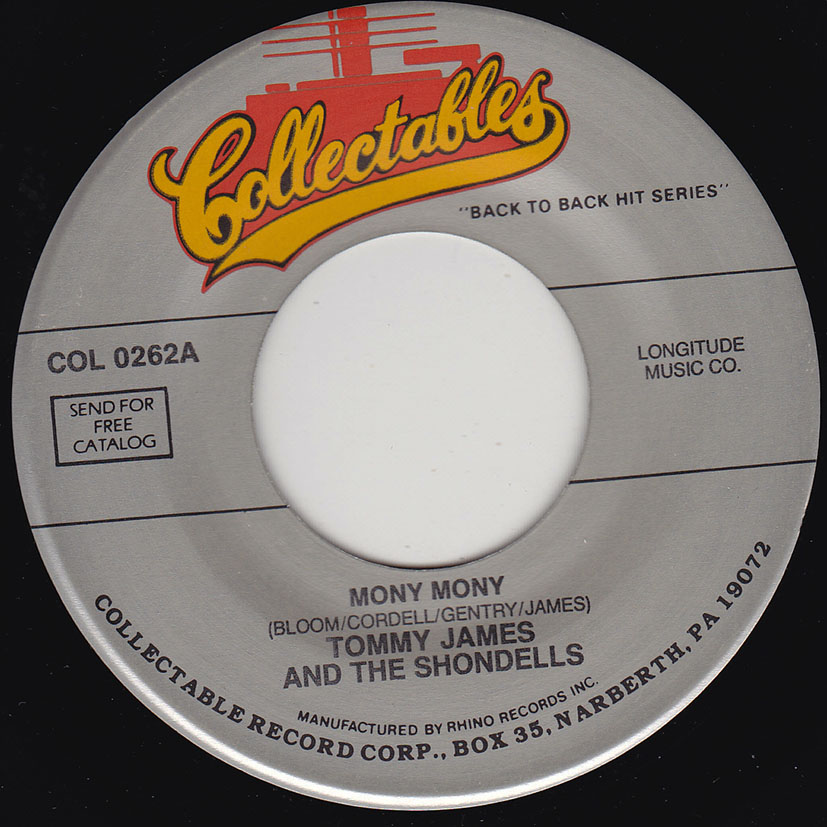 Collectables
"BACK TO BACK HIT SERIES"
COL 0262A
LONGITUDE
MUSIC CO.
SEND FOR
FREE
CATALOG
MONY MONY
(BLOOM/CORDELL/GENTRY/JAMES)
TOMMY JAMES
AND THE SHONDELLS
MANUFACTURED BY RHINO RECORDS INC.
COLLECTABLE RECORD CORP., BOX 35, NARBERTH, PA 19072